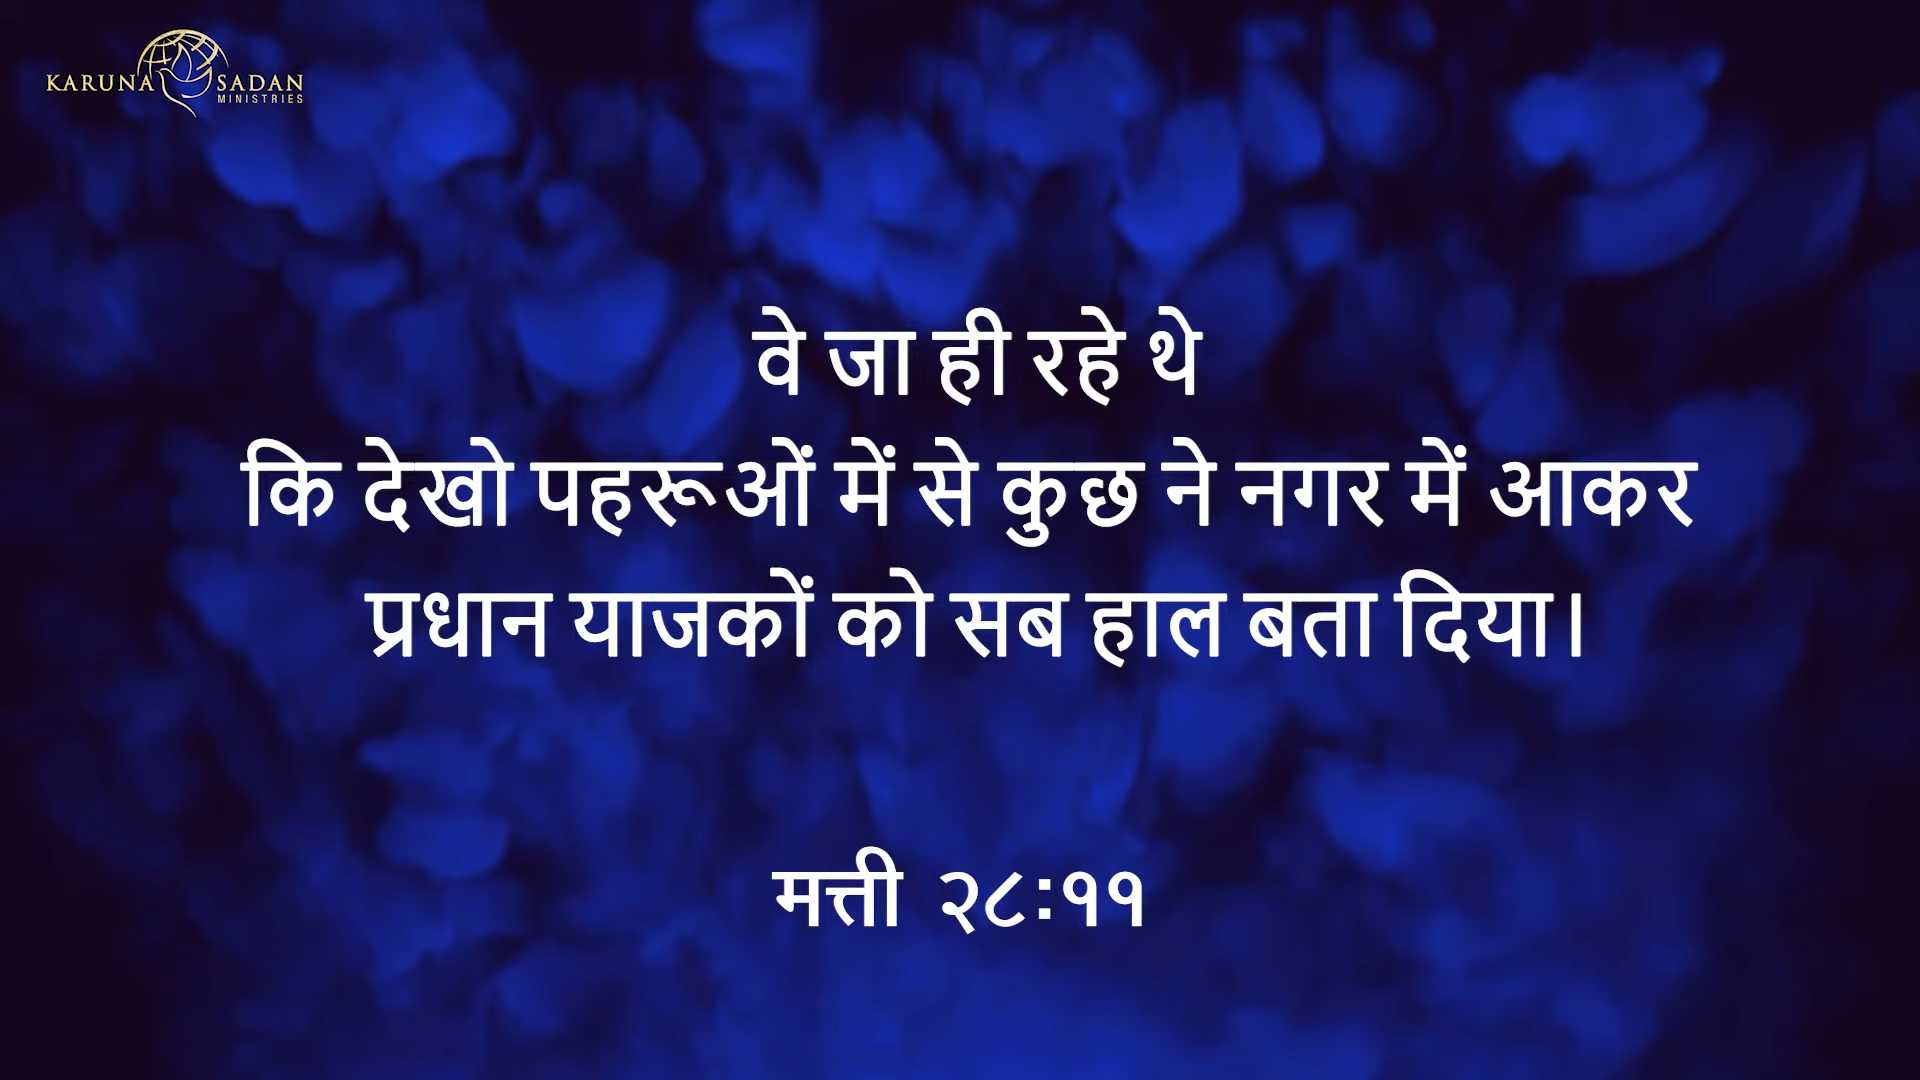 KARUNA SADAN
MINISTRIES
वे जा ही रहे थे
कि देखो पहरूओं में से कुछ ने नगर में आकर
प्रधान याजकों को सब हाल बता दिया।
मत्ती २८:११